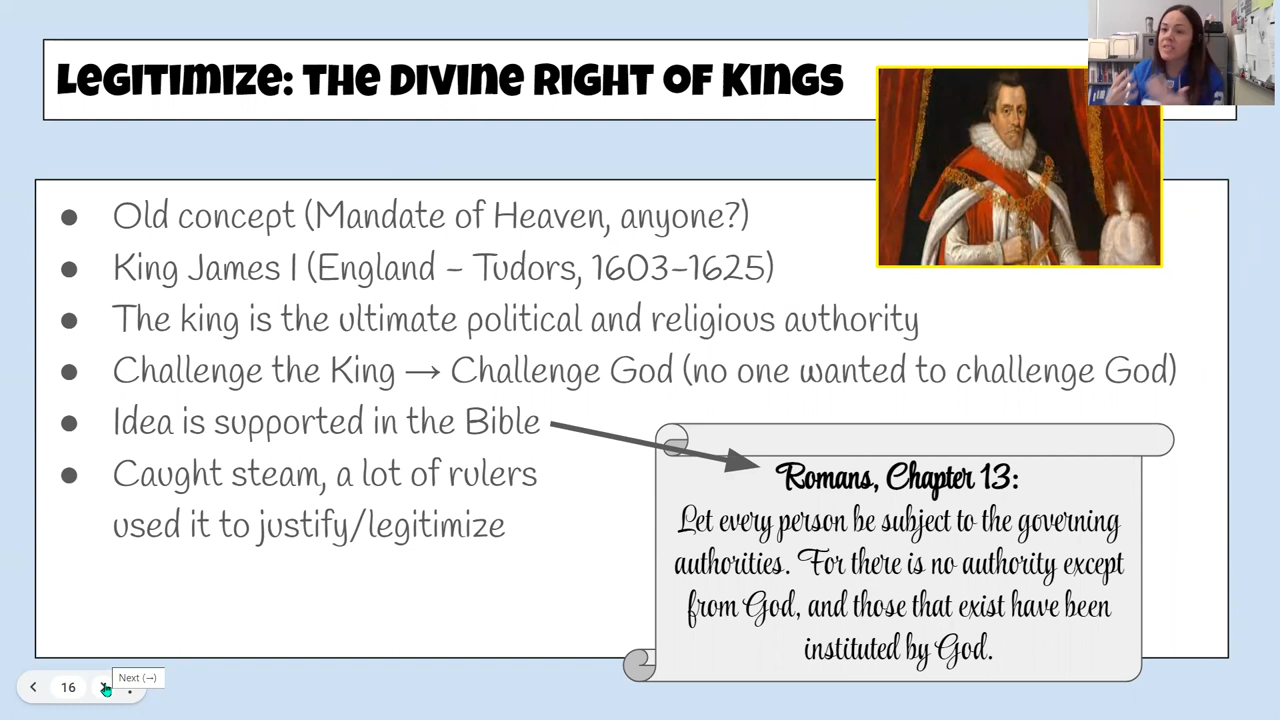 Legitimize: The Divine Right of Kings
● Old concept (Mandate of Heaven, anyone?)
● King James I (England – Tudors, 1603–1625)
● The king is the ultimate political and religious authority
● Challenge the King → Challenge God (no one wanted to challenge God)
● Idea is supported in the Bible
● Caught steam, a lot of rulers
used it to justify/legitimize
Romans, Chapter 13:
Let every person be subject to the governing
authorities. For there is no authority except
from God, and those that exist have been
instituted by God.
16
Next (→)